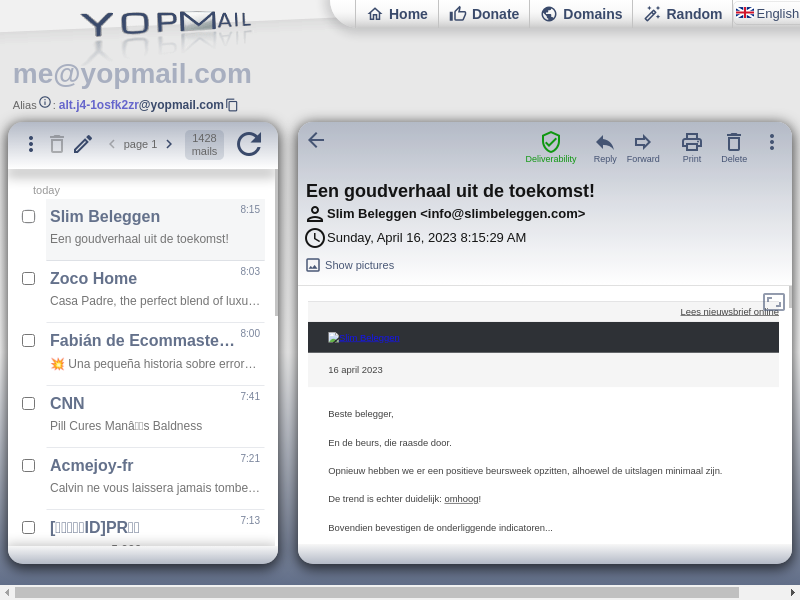 YOPMAIL
Home
Donate
Domains
Random
English
me@yopmail.com
Alias : alt.j4-1osfk2zr@yopmail.com
page 1
1428
mails
Deliverability
Reply
Forward
Print
Delete
today
Slim Beleggen
8:15
Een goudverhaal uit de toekomst!
Zoco Home
8:03
Casa Padre, the perfect blend of luxu…
Fabián de Ecommaste…
8:00
💥 Una pequeña historia sobre error…
CNN
7:41
Pill Cures Manâs Baldness
Acmejoy-fr
7:21
Calvin ne vous laissera jamais tombe…
[ID]PR
7:13
Een goudverhaal uit de toekomst!
Slim Beleggen <info@slimbeleggen.com>
Sunday, April 16, 2023 8:15:29 AM
Show pictures
Lees nieuwsbrief online
Slim Beleggen
16 april 2023
Beste belegger,
En de beurs, die raasde door.
Opnieuw hebben we er een positieve beursweek opzitten, alhoewel de uitslagen minimaal zijn.
De trend is echter duidelijk: omhoog!
Bovendien bevestigen de onderliggende indicatoren...